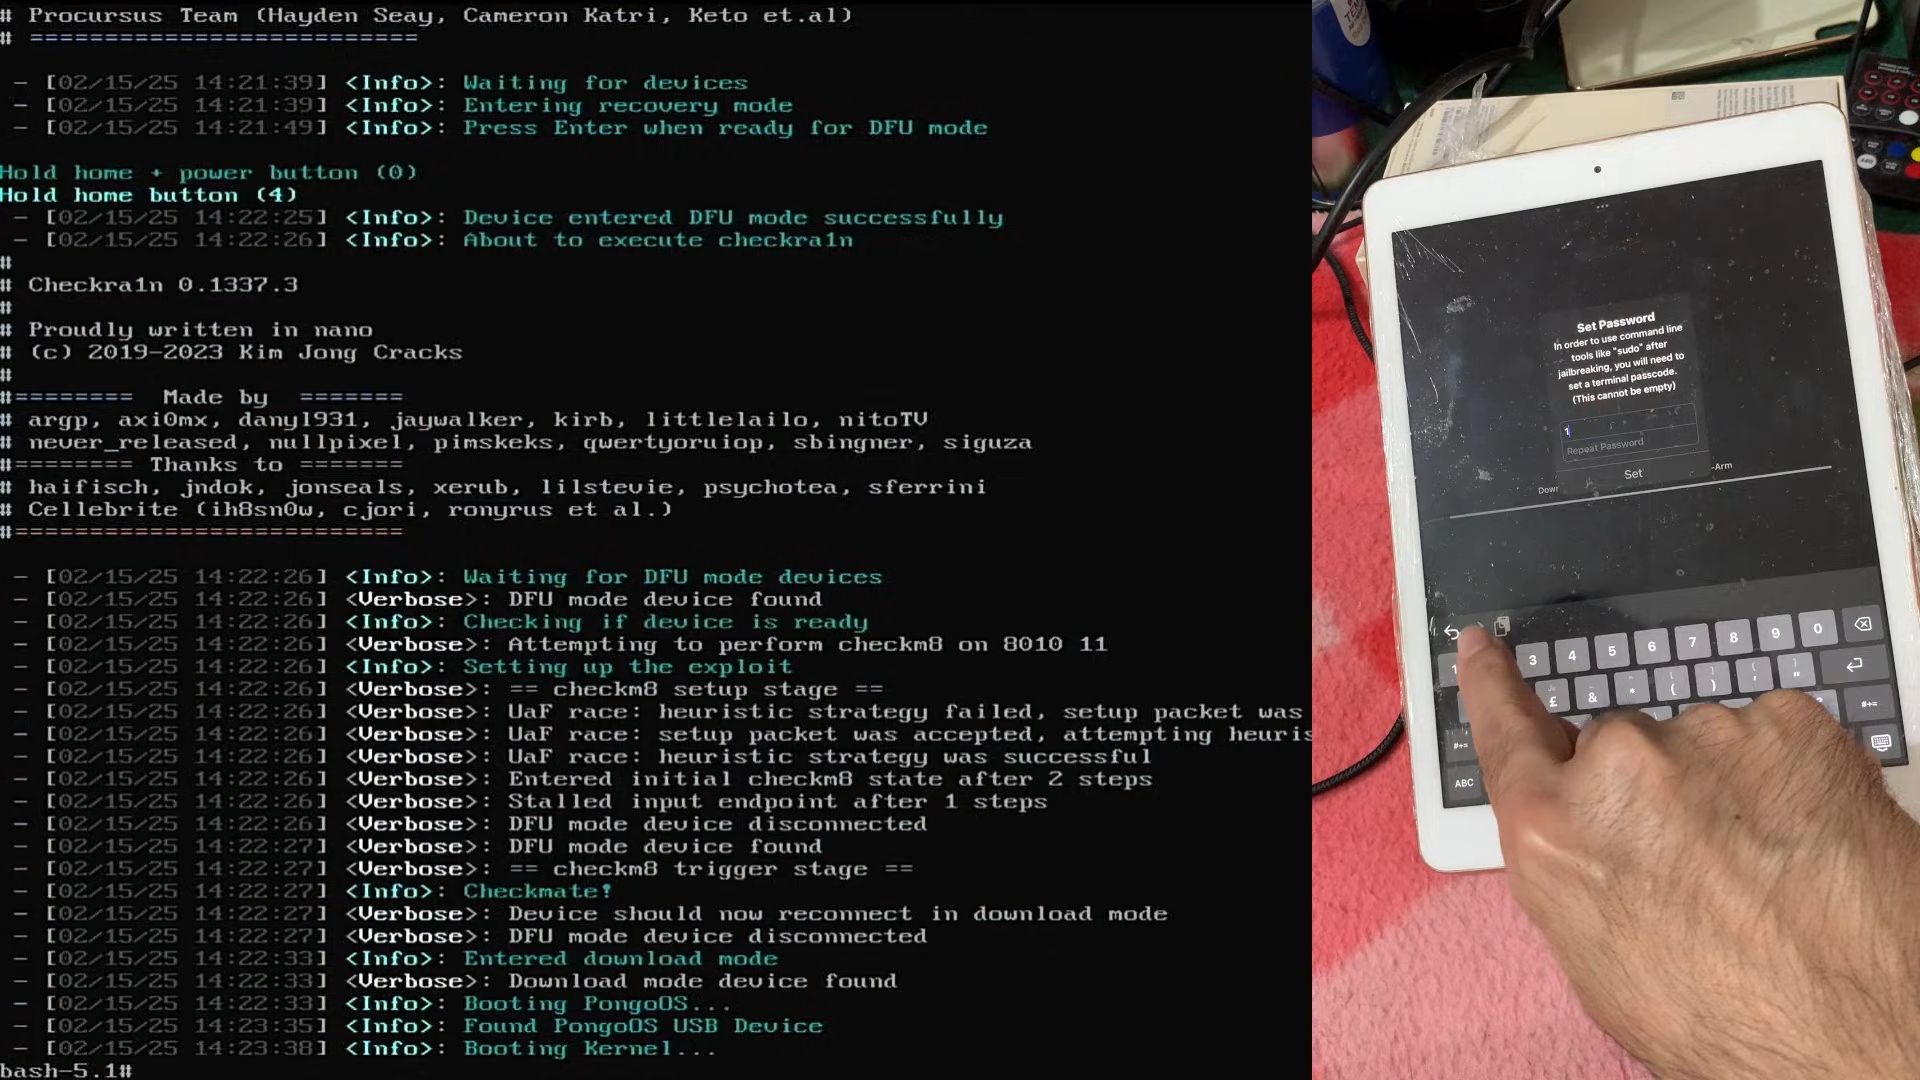 # Procursus Team (Hayden Seay, Cameron Katri, Keto et.al)
# ==========================
- [02/15/25 14:21:39] <Info>: Waiting for devices
- [02/15/25 14:21:39] <Info>: Entering recovery mode
- [02/15/25 14:21:49] <Info>: Press Enter when ready for DFU mode
Hold home + power button (0)
Hold home button (4)
- [02/15/25 14:22:25] <Info>: Device entered DFU mode successfully
- [02/15/25 14:22:26] <Info>: About to execute checkra1n
#
# Checkra1n 0.1337.3
#
# Proudly written in nano
# (c) 2019-2023 Kim Jong Cracks
#
#======== Made by =======
# argp, axi0mx, danyl931, jaywalker, kirb, littlelailo, nitoTV
# never_released, nullpixel, pimskeks, qwertyoruiop, sbingner, siguza
#======== Thanks to =======
# haifisch, jndok, jonseals, xerub, lilstevie, psychotea, sferrini
# Cellebrite (ih8sn0w, cjori, ronyrus et al.)
#==========================
- [02/15/25 14:22:26] <Info>: Waiting for DFU mode devices
- [02/15/25 14:22:26] <Verbose>: DFU mode device found
- [02/15/25 14:22:26] <Info>: Checking if device is ready
- [02/15/25 14:22:26] <Verbose>: Attempting to perform checkm8 on 8010 11
- [02/15/25 14:22:26] <Info>: Setting up the exploit
- [02/15/25 14:22:26] <Verbose>: == checkm8 setup stage ==
- [02/15/25 14:22:26] <Verbose>: UaF race: heuristic strategy failed, setup packet was
- [02/15/25 14:22:26] <Verbose>: UaF race: setup packet was accepted, attempting heuris
- [02/15/25 14:22:26] <Verbose>: UaF race: heuristic strategy was successful
- [02/15/25 14:22:26] <Verbose>: Entered initial checkm8 state after 2 steps
- [02/15/25 14:22:26] <Verbose>: Stalled input endpoint after 1 steps
- [02/15/25 14:22:26] <Verbose>: DFU mode device disconnected
- [02/15/25 14:22:27] <Verbose>: DFU mode device found
- [02/15/25 14:22:27] <Verbose>: == checkm8 trigger stage ==
- [02/15/25 14:22:27] <Info>: Checkmate!
- [02/15/25 14:22:27] <Verbose>: Device should now reconnect in download mode
- [02/15/25 14:22:27] <Verbose>: DFU mode device disconnected
- [02/15/25 14:22:33] <Info>: Entered download mode
- [02/15/25 14:22:33] <Verbose>: Download mode device found
- [02/15/25 14:22:33] <Info>: Booting PongoOS...
- [02/15/25 14:23:35] <Info>: Found PongoOS USB Device
- [02/15/25 14:23:38] <Info>: Booting Kernel...
bash-5.1#
Set Password
In order to use command line
tools like "sudo" after
jailbreaking, you will need to
set a terminal passcode.
(This cannot be empty)
1
Repeat Password
Set
Down
-Arm
1 3 4 5 6 7 8 9 0
£ & * ( ) ' "
#+= #+=
ABC